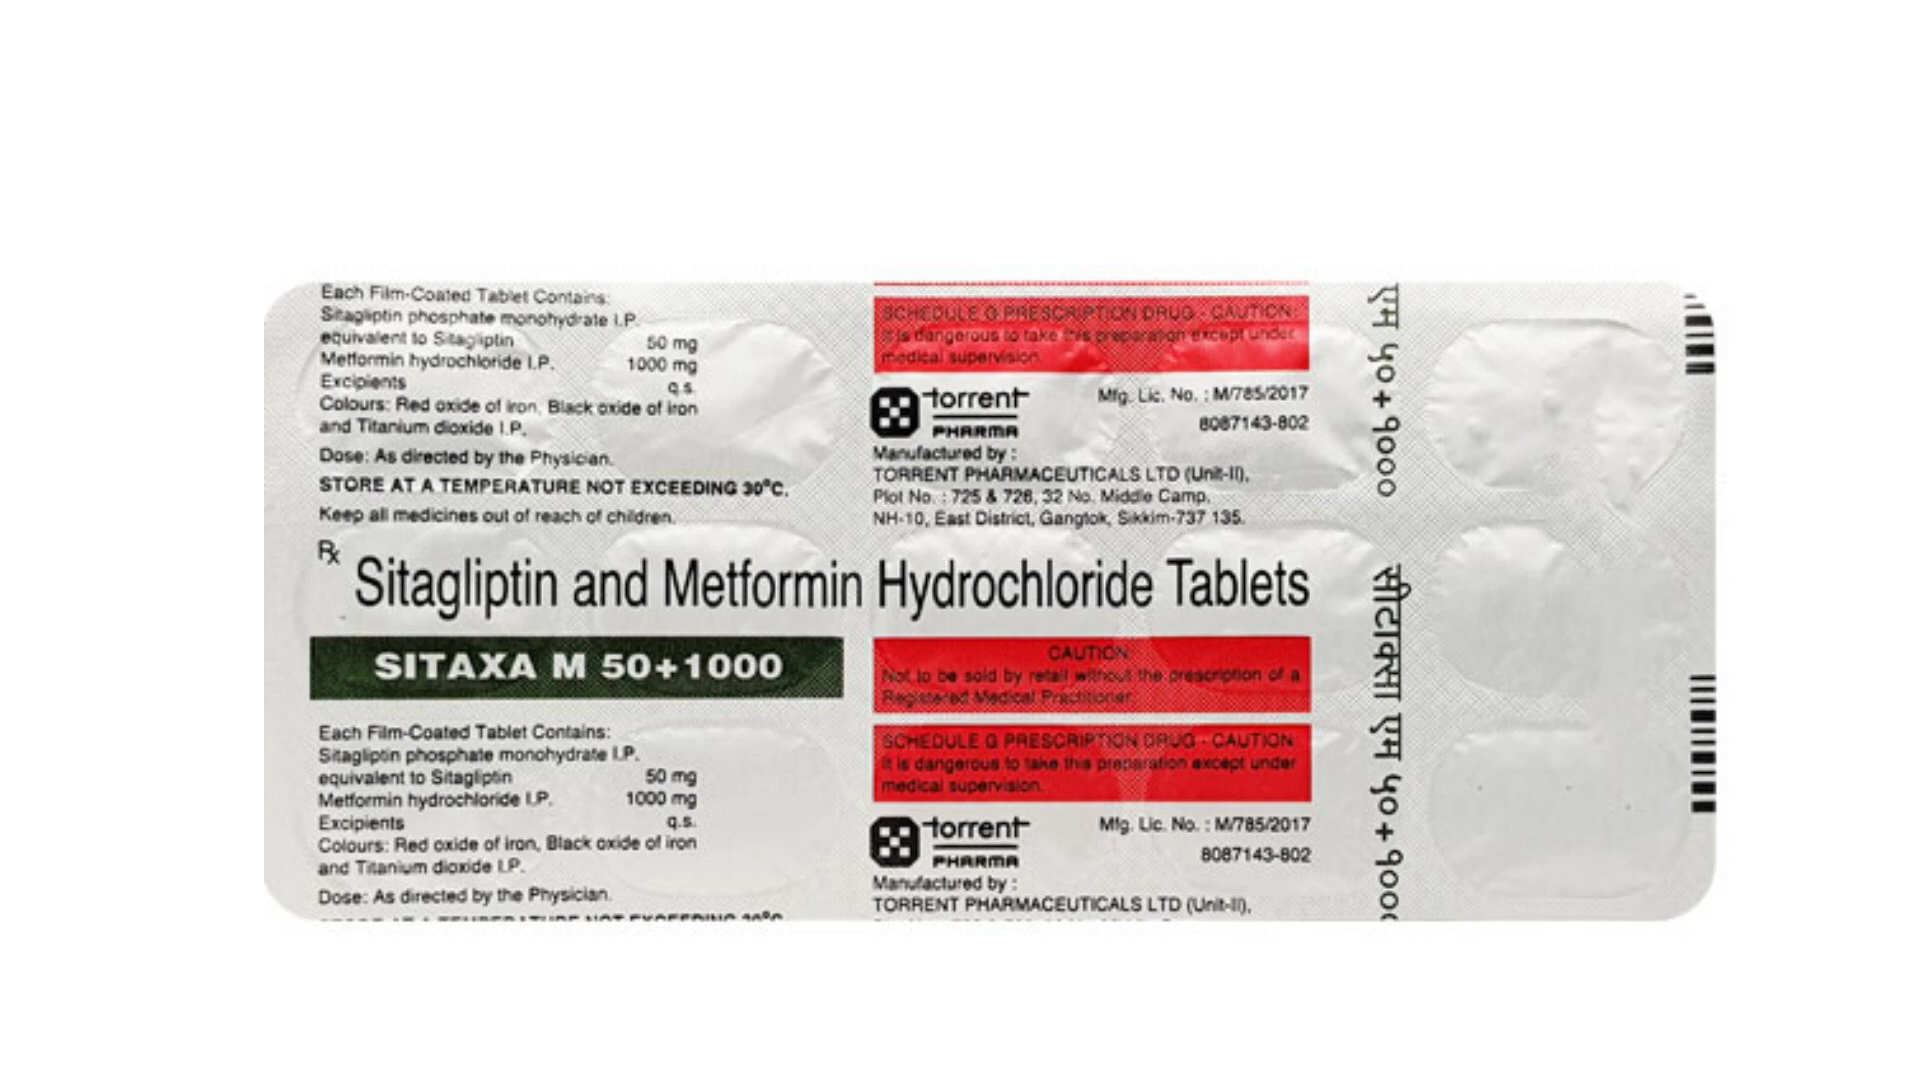 Each Film-Coated Tablet Contains:
Sitagliptin phosphate monohydrate I.P.
equivalent to Sitagliptin 50 mg
Metformin hydrochloride I.P. 1000 mg
Excipients q.s.
Colours: Red oxide of iron, Black oxide of iron
and Titanium dioxide I.P.
Dose: As directed by the Physician.
STORE AT A TEMPERATURE NOT EXCEEDING 30°C.
Keep all medicines out of reach of children.
SCHEDULE G PRESCRIPTION DRUG - CAUTION:
It is dangerous to take this preparation except under
medical supervision.
torrent
PHARMA
Mfg. Lic. No. : M/785/2017
8087143-802
Manufactured by :
TORRENT PHARMACEUTICALS LTD (Unit-II),
Plot No. : 725 & 726, 32 No. Middle Camp,
NH-10, East District, Gangtok, Sikkim-737 135.
Rx
Sitagliptin and Metformin Hydrochloride Tablets
SITAXA M 50+1000
CAUTION:
Not to be sold by retail without the prescription of a
Registered Medical Practitioner.
Each Film-Coated Tablet Contains:
Sitagliptin phosphate monohydrate I.P.
equivalent to Sitagliptin 50 mg
Metformin hydrochloride I.P. 1000 mg
Excipients q.s.
Colours: Red oxide of iron, Black oxide of iron
and Titanium dioxide I.P.
Dose: As directed by the Physician.
STORE AT A TEMPERATURE NOT EXCEEDING 30°C.
SCHEDULE G PRESCRIPTION DRUG - CAUTION:
It is dangerous to take this preparation except under
medical supervision.
torrent
PHARMA
Mfg. Lic. No. : M/785/2017
8087143-802
Manufactured by :
TORRENT PHARMACEUTICALS LTD (Unit-II),
एम ५०+१०००
सीटाक्सा एम ५०+१०००